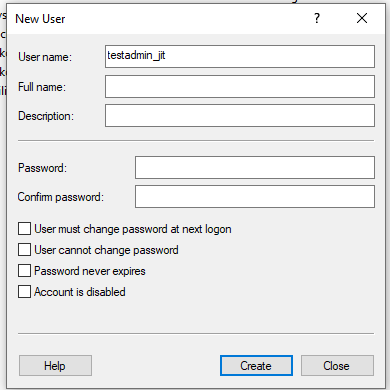 New User
?
User name:
testadmin_jit
Full name:
Description:
Password:
Confirm password:
User must change password at next logon
User cannot change password
Password never expires
Account is disabled
Help
Create
Close